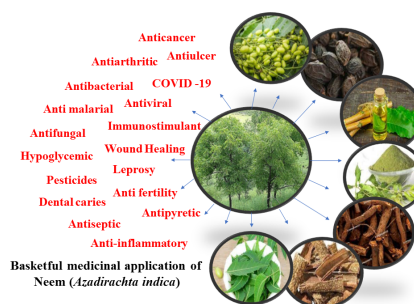 Anticancer
Antiarthritic Antiulcer
Antibacterial COVID -19
Anti malarial Antiviral
Antifungal Immunostimulant
Hypoglycemic Wound Healing
Pesticides Leprosy
Dental caries Anti fertility
Antiseptic Antipyretic
Anti-inflammatory
Basketful medicinal application of
Neem (Azadirachta indica)